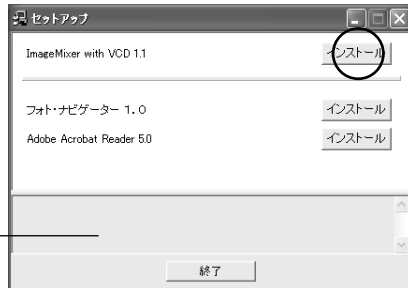 セットアップ
ImageMixer with VCD 1.1
インストール
フォト・ナビゲーター 1.0
インストール
Adobe Acrobat Reader 5.0
インストール
終了